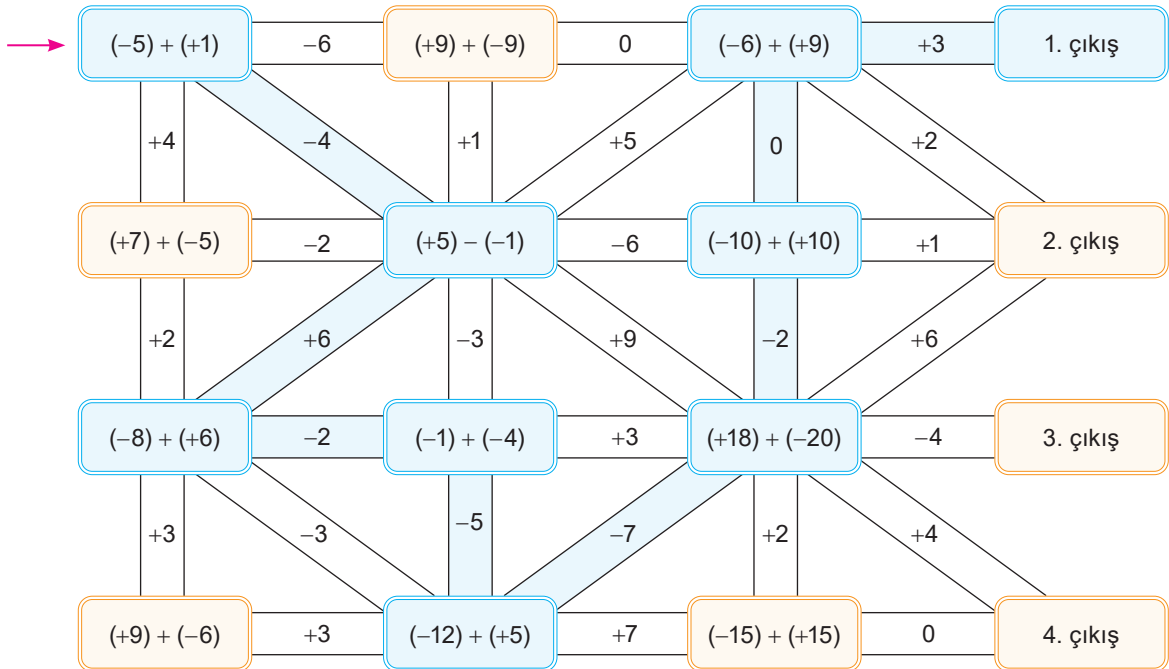 (−5) + (+1) −6 (+9) + (−9) 0 (−6) + (+9) +3 1. çıkış
+4 −4 +1 +5 0 +2
(+7) + (−5) −2 (+5) − (−1) −6 (−10) + (+10) +1 2. çıkış
+2 +6 −3 +9 −2 +6
(−8) + (+6) −2 (−1) + (−4) +3 (+18) + (−20) −4 3. çıkış
+3 −3 −5 −7 +2 +4
(+9) + (−6) +3 (−12) + (+5) +7 (−15) + (+15) 0 4. çıkış